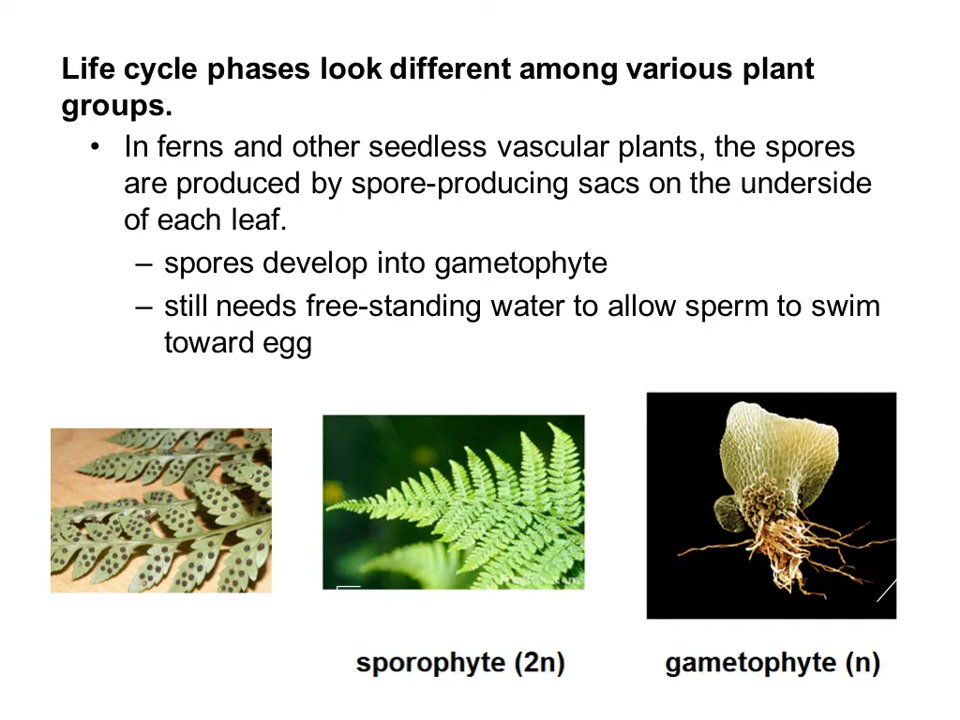 Life cycle phases look different among various plant
groups.
• In ferns and other seedless vascular plants, the spores
are produced by spore-producing sacs on the underside
of each leaf.
– spores develop into gametophyte
– still needs free-standing water to allow sperm to swim
toward egg
sporophyte (2n)
gametophyte (n)